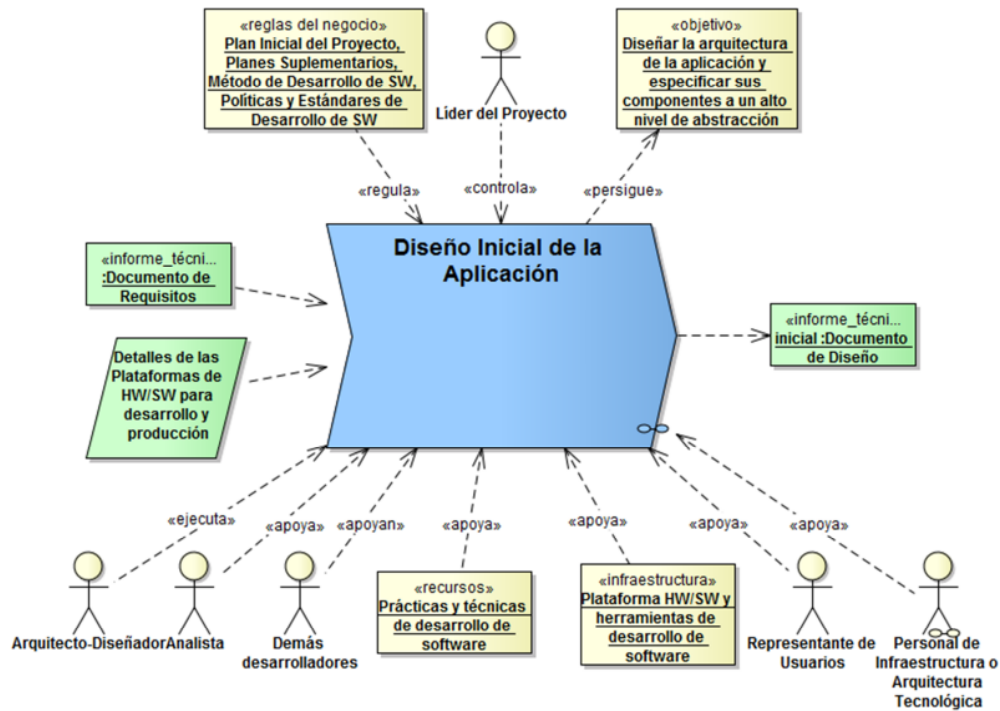 «reglas del negocio»
Plan Inicial del Proyecto,
Planes Suplementarios,
Método de Desarrollo de SW,
Políticas y Estándares de
Desarrollo de SW
Líder del Proyecto
«objetivo»
Diseñar la arquitectura
de la aplicación y
especificar sus
componentes a un alto
nivel de abstracción
«regula»
«controla»
«persigue»
Diseño Inicial de la
Aplicación
«informe_técni...
:Documento de
Requisitos
Detalles de las
Plataformas de
HW/SW para
desarrollo y
producción
«informe_técni...
inicial :Documento
de Diseño
«ejecuta»
«apoya»
«apoyan»
«apoya»
«apoya»
«apoya»
«apoya»
Arquitecto-Diseñador
Analista
Demás
desarrolladores
«recursos»
Prácticas y técnicas
de desarrollo de
software
«infraestructura»
Plataforma HW/SW y
herramientas de
desarrollo de
software
Representante de
Usuarios
Personal de
Infraestructura o
Arquitectura
Tecnológica